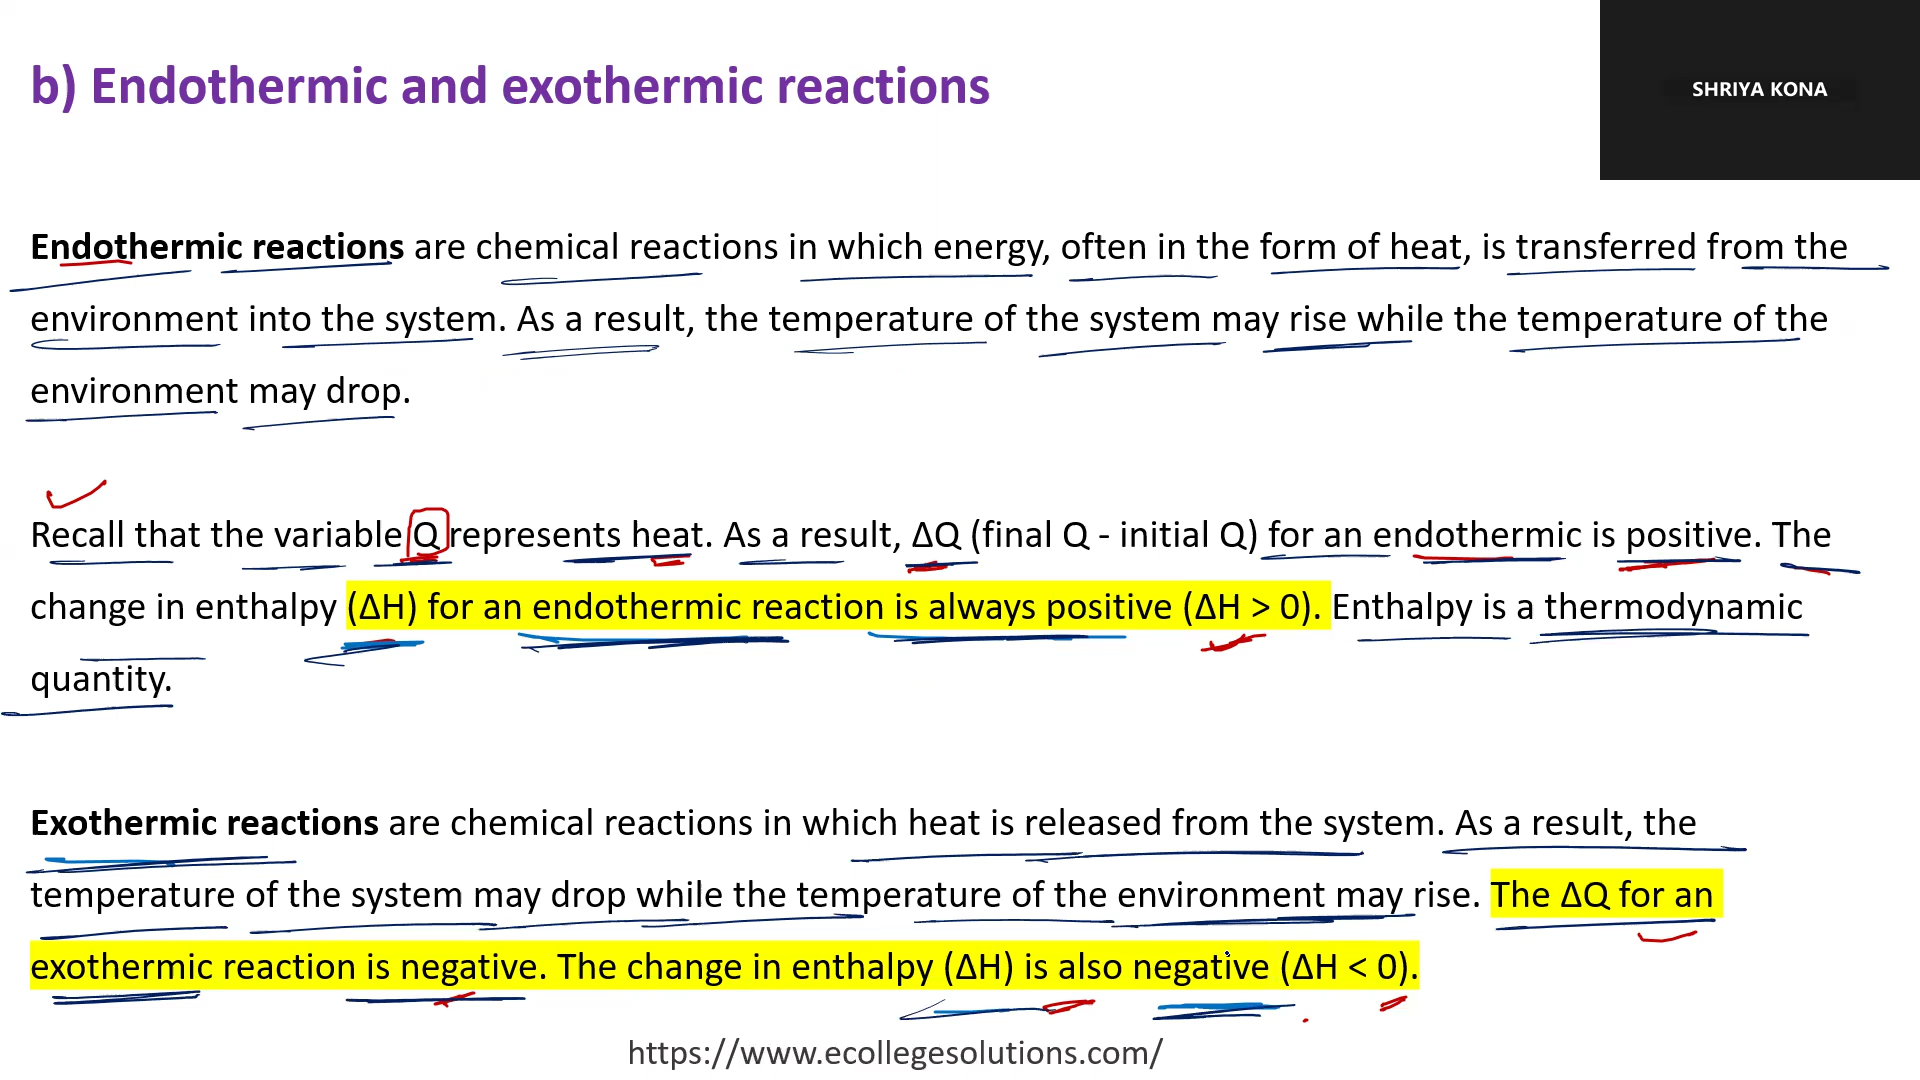 b) Endothermic and exothermic reactions
SHRIYA KONA
Endothermic reactions are chemical reactions in which energy, often in the form of heat, is transferred from the
environment into the system. As a result, the temperature of the system may rise while the temperature of the
environment may drop.
Recall that the variable Q represents heat. As a result, ΔQ (final Q - initial Q) for an endothermic is positive. The
change in enthalpy (ΔH) for an endothermic reaction is always positive (ΔH > 0). Enthalpy is a thermodynamic
quantity.
Exothermic reactions are chemical reactions in which heat is released from the system. As a result, the
temperature of the system may drop while the temperature of the environment may rise. The ΔQ for an
exothermic reaction is negative. The change in enthalpy (ΔH) is also negative (ΔH < 0).
https://www.ecollegesolutions.com/